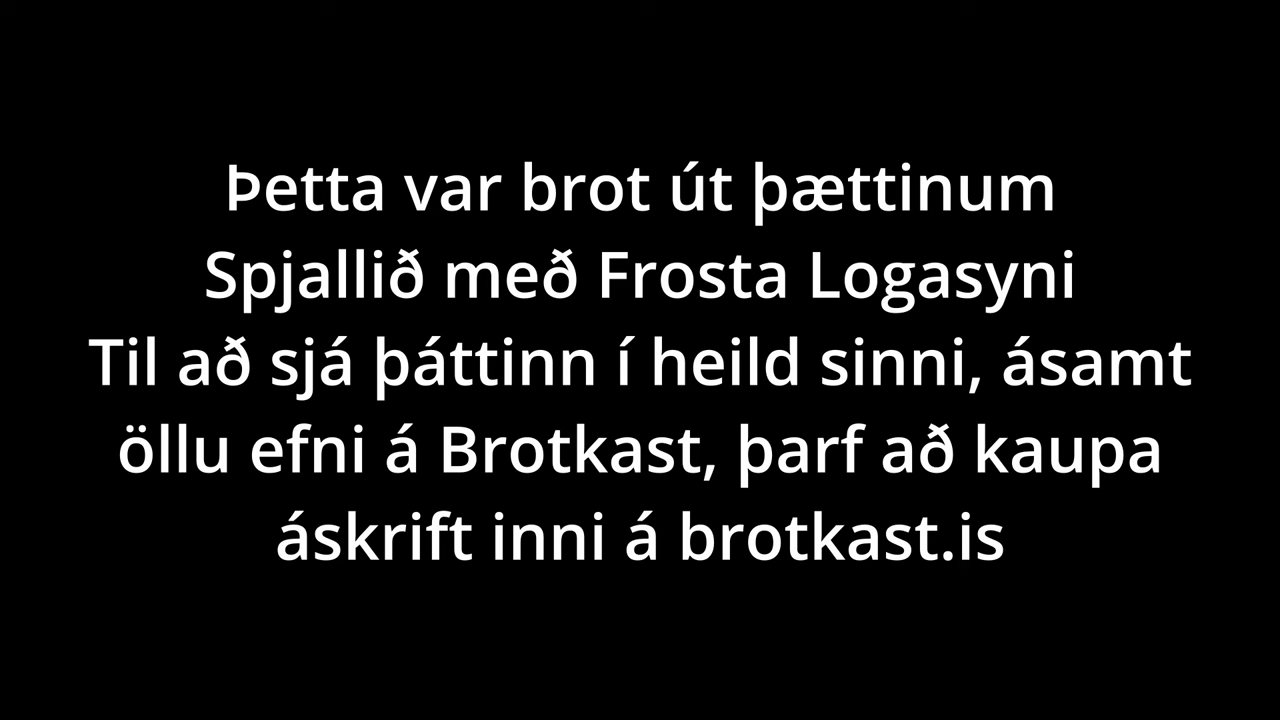 Þetta var brot út þættinum
Spjallið með Frosta Logasyni
Til að sjá þáttinn í heild sinni, ásamt
öllu efni á Brotkast, þarf að kaupa
áskrift inni á brotkast.is